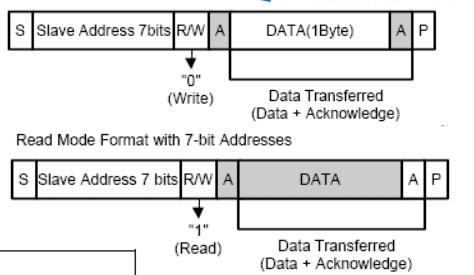 S Slave Address 7bits R/W A DATA(1Byte) A P
"0"
(Write)
Data Transferred
(Data + Acknowledge)
Read Mode Format with 7-bit Addresses
S Slave Address 7 bits R/W A DATA A P
"1"
(Read)
Data Transferred
(Data + Acknowledge)